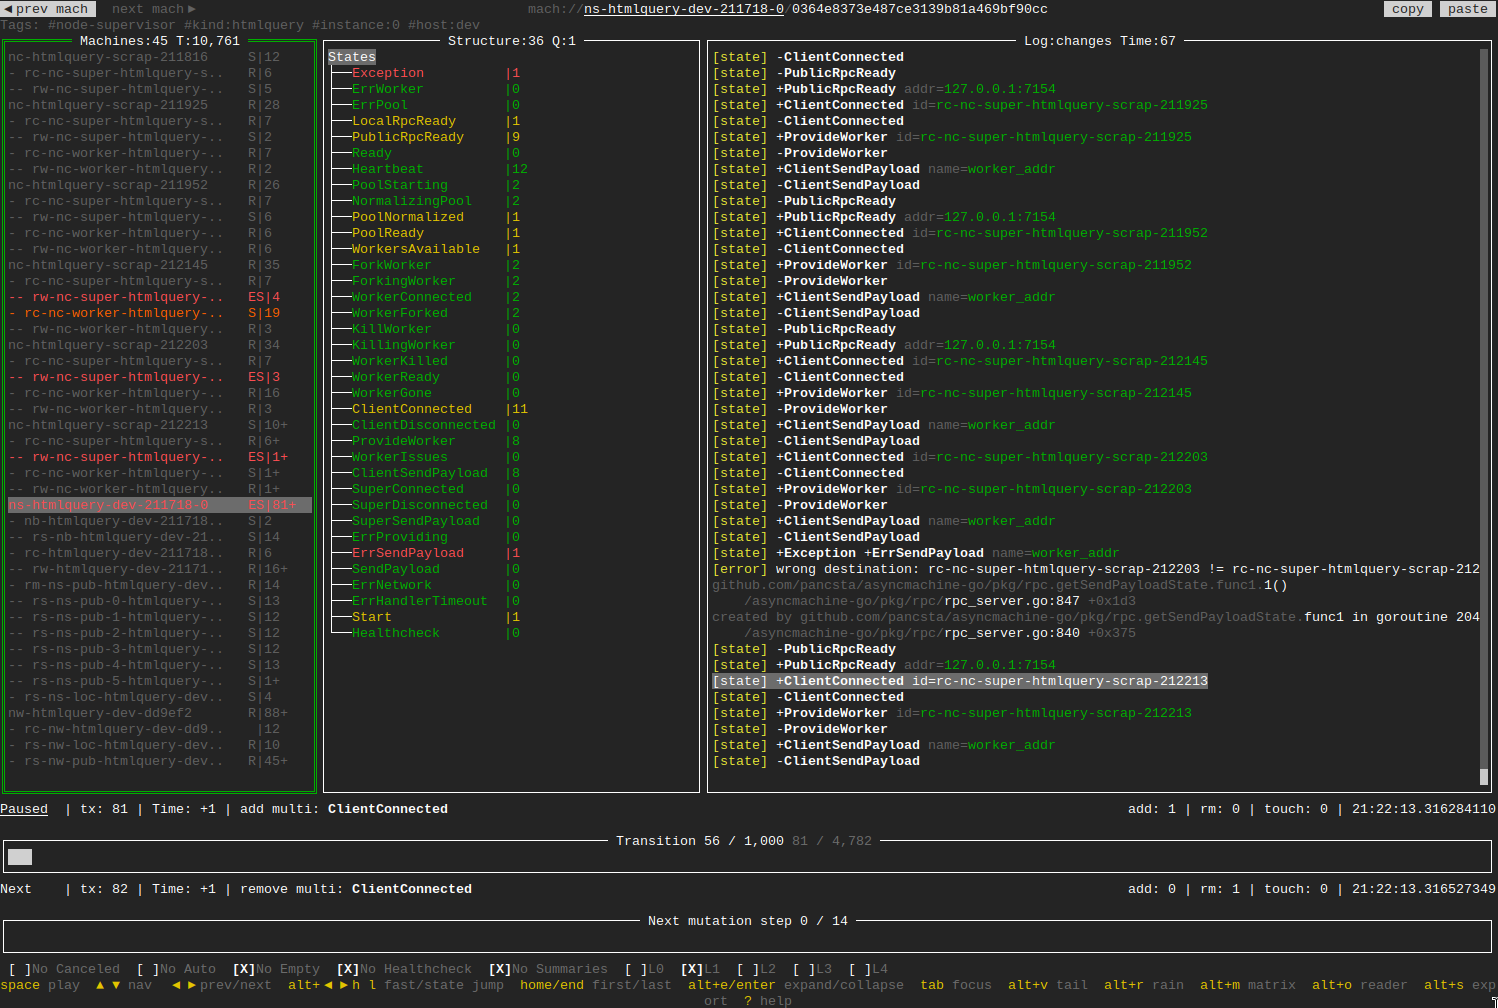 ◄prev mach  next mach►  mach://ns-htmlquery-dev-211718-0/0364e8373e487ce3139b81a469bf90cc  copy  paste
Tags: #node-supervisor #kind:htmlquery #instance:0 #host:dev
Machines:45 T:10,761
nc-htmlquery-scrap-211816 S|12
- rc-nc-super-htmlquery-s.. R|6
-- rw-nc-super-htmlquery-.. S|5
nc-htmlquery-scrap-211925 R|28
- rc-nc-super-htmlquery-s.. R|7
-- rw-nc-super-htmlquery-.. S|2
- rc-nc-worker-htmlquery-.. R|7
-- rw-nc-worker-htmlquery.. R|2
nc-htmlquery-scrap-211952 R|26
- rc-nc-super-htmlquery-s.. R|7
-- rw-nc-super-htmlquery-.. S|6
- rc-nc-worker-htmlquery-.. R|6
-- rw-nc-worker-htmlquery.. R|6
nc-htmlquery-scrap-212145 R|35
- rc-nc-super-htmlquery-s.. R|7
-- rw-nc-super-htmlquery-.. ES|4
- rc-nc-worker-htmlquery-.. S|19
-- rw-nc-worker-htmlquery.. R|3
nc-htmlquery-scrap-212203 R|34
- rc-nc-super-htmlquery-s.. R|7
-- rw-nc-super-htmlquery-.. ES|3
- rc-nc-worker-htmlquery-.. R|16
-- rw-nc-worker-htmlquery.. R|3
nc-htmlquery-scrap-212213 S|10+
- rc-nc-super-htmlquery-s.. R|6+
-- rw-nc-super-htmlquery-.. ES|1+
- rc-nc-worker-htmlquery-.. S|1+
-- rw-nc-worker-htmlquery.. R|1+
ns-htmlquery-dev-211718-0 ES|81+
- nb-htmlquery-dev-211718.. S|2
-- rs-nb-htmlquery-dev-21.. S|14
- rc-htmlquery-dev-211718.. R|6
-- rw-htmlquery-dev-21171.. R|16+
- rm-ns-pub-htmlquery-dev.. R|14
-- rs-ns-pub-0-htmlquery-.. S|13
-- rs-ns-pub-1-htmlquery-.. S|12
-- rs-ns-pub-2-htmlquery-.. S|12
-- rs-ns-pub-3-htmlquery-.. S|12
-- rs-ns-pub-4-htmlquery-.. S|13
-- rs-ns-pub-5-htmlquery-.. S|1+
- rs-ns-loc-htmlquery-dev.. S|4
nw-htmlquery-dev-dd9ef2 R|88+
- rc-nw-htmlquery-dev-dd9.. |12
- rs-nw-loc-htmlquery-dev.. R|10
- rs-nw-pub-htmlquery-dev.. R|45+
Structure:36 Q:1
States
Exception |1
ErrWorker |0
ErrPool |0
LocalRpcReady |1
PublicRpcReady |9
Ready |0
Heartbeat |12
PoolStarting |2
NormalizingPool |2
PoolNormalized |1
PoolReady |1
WorkersAvailable |1
ForkWorker |2
ForkingWorker |2
WorkerConnected |2
WorkerForked |2
KillWorker |0
KillingWorker |0
WorkerKilled |0
WorkerReady |0
WorkerGone |0
ClientConnected |11
ClientDisconnected |0
ProvideWorker |8
WorkerIssues |0
ClientSendPayload |8
SuperConnected |0
SuperDisconnected |0
SuperSendPayload |0
ErrProviding |0
ErrSendPayload |1
SendPayload |0
ErrNetwork |0
ErrHandlerTimeout |0
Start |1
Healthcheck |0
Log:changes Time:67
[state] -ClientConnected
[state] -PublicRpcReady
[state] +PublicRpcReady addr=127.0.0.1:7154
[state] +ClientConnected id=rc-nc-super-htmlquery-scrap-211925
[state] -ClientConnected
[state] +ProvideWorker id=rc-nc-super-htmlquery-scrap-211925
[state] -ProvideWorker
[state] +ClientSendPayload name=worker_addr
[state] -ClientSendPayload
[state] -PublicRpcReady
[state] +PublicRpcReady addr=127.0.0.1:7154
[state] +ClientConnected id=rc-nc-super-htmlquery-scrap-211952
[state] -ClientConnected
[state] +ProvideWorker id=rc-nc-super-htmlquery-scrap-211952
[state] -ProvideWorker
[state] +ClientSendPayload name=worker_addr
[state] -ClientSendPayload
[state] -PublicRpcReady
[state] +PublicRpcReady addr=127.0.0.1:7154
[state] +ClientConnected id=rc-nc-super-htmlquery-scrap-212145
[state] -ClientConnected
[state] +ProvideWorker id=rc-nc-super-htmlquery-scrap-212145
[state] -ProvideWorker
[state] +ClientSendPayload name=worker_addr
[state] -ClientSendPayload
[state] +ClientConnected id=rc-nc-super-htmlquery-scrap-212203
[state] -ClientConnected
[state] +ProvideWorker id=rc-nc-super-htmlquery-scrap-212203
[state] -ProvideWorker
[state] +ClientSendPayload name=worker_addr
[state] -ClientSendPayload
[state] +Exception +ErrSendPayload name=worker_addr
[error] wrong destination: rc-nc-super-htmlquery-scrap-212203 != rc-nc-super-htmlquery-scrap-212
github.com/pancsta/asyncmachine-go/pkg/rpc.getSendPayloadState.func1.1()
/asyncmachine-go/pkg/rpc/rpc_server.go:847 +0x1d3
created by github.com/pancsta/asyncmachine-go/pkg/rpc.getSendPayloadState.func1 in goroutine 204
/asyncmachine-go/pkg/rpc/rpc_server.go:840 +0x375
[state] -PublicRpcReady
[state] +PublicRpcReady addr=127.0.0.1:7154
[state] +ClientConnected id=rc-nc-super-htmlquery-scrap-212213
[state] -ClientConnected
[state] +ProvideWorker id=rc-nc-super-htmlquery-scrap-212213
[state] -ProvideWorker
[state] +ClientSendPayload name=worker_addr
[state] -ClientSendPayload
Paused | tx: 81 | Time: +1 | add multi: ClientConnected  add: 1 | rm: 0 | touch: 0 | 21:22:13.316284110
Transition 56 / 1,000 81 / 4,782
Next | tx: 82 | Time: +1 | remove multi: ClientConnected  add: 0 | rm: 1 | touch: 0 | 21:22:13.316527349
Next mutation step 0 / 14
[ ]No Canceled [ ]No Auto [X]No Empty [X]No Healthcheck [X]No Summaries [ ]L0 [X]L1 [ ]L2 [ ]L3 [ ]L4
space play ▲ ▼ nav ◄ ►prev/next alt+◄ ►h l fast/state jump home/end first/last alt+e/enter expand/collapse tab focus alt+v tail alt+r rain alt+m matrix alt+o reader alt+s exp
ort ? help